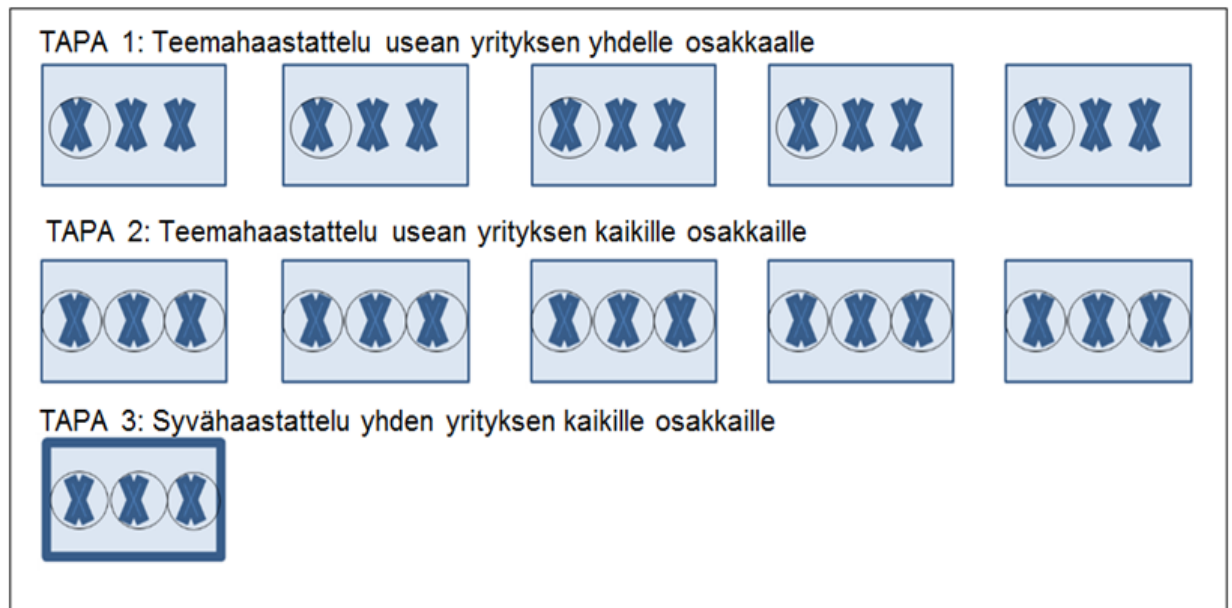 TAPA 1: Teemahaastattelu usean yrityksen yhdelle osakkaalle
TAPA 2: Teemahaastattelu usean yrityksen kaikille osakkaille
TAPA 3: Syvähaastattelu yhden yrityksen kaikille osakkaille